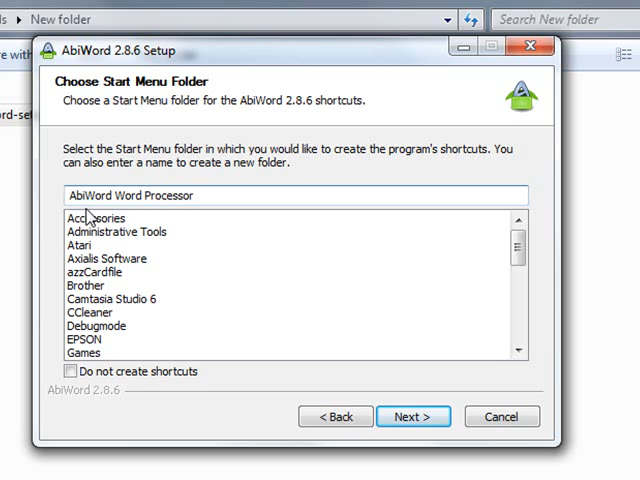 New folder
Search New folder
AbiWord 2.8.6 Setup
Choose Start Menu Folder
Choose a Start Menu folder for the AbiWord 2.8.6 shortcuts.
Select the Start Menu folder in which you would like to create the program's shortcuts. You
can also enter a name to create a new folder.
AbiWord Word Processor
Accessories
Administrative Tools
Atari
Axialis Software
azzCardfile
Brother
Camtasia Studio 6
CCleaner
Debugmode
EPSON
Games
Do not create shortcuts
AbiWord 2.8.6
< Back
Next >
Cancel